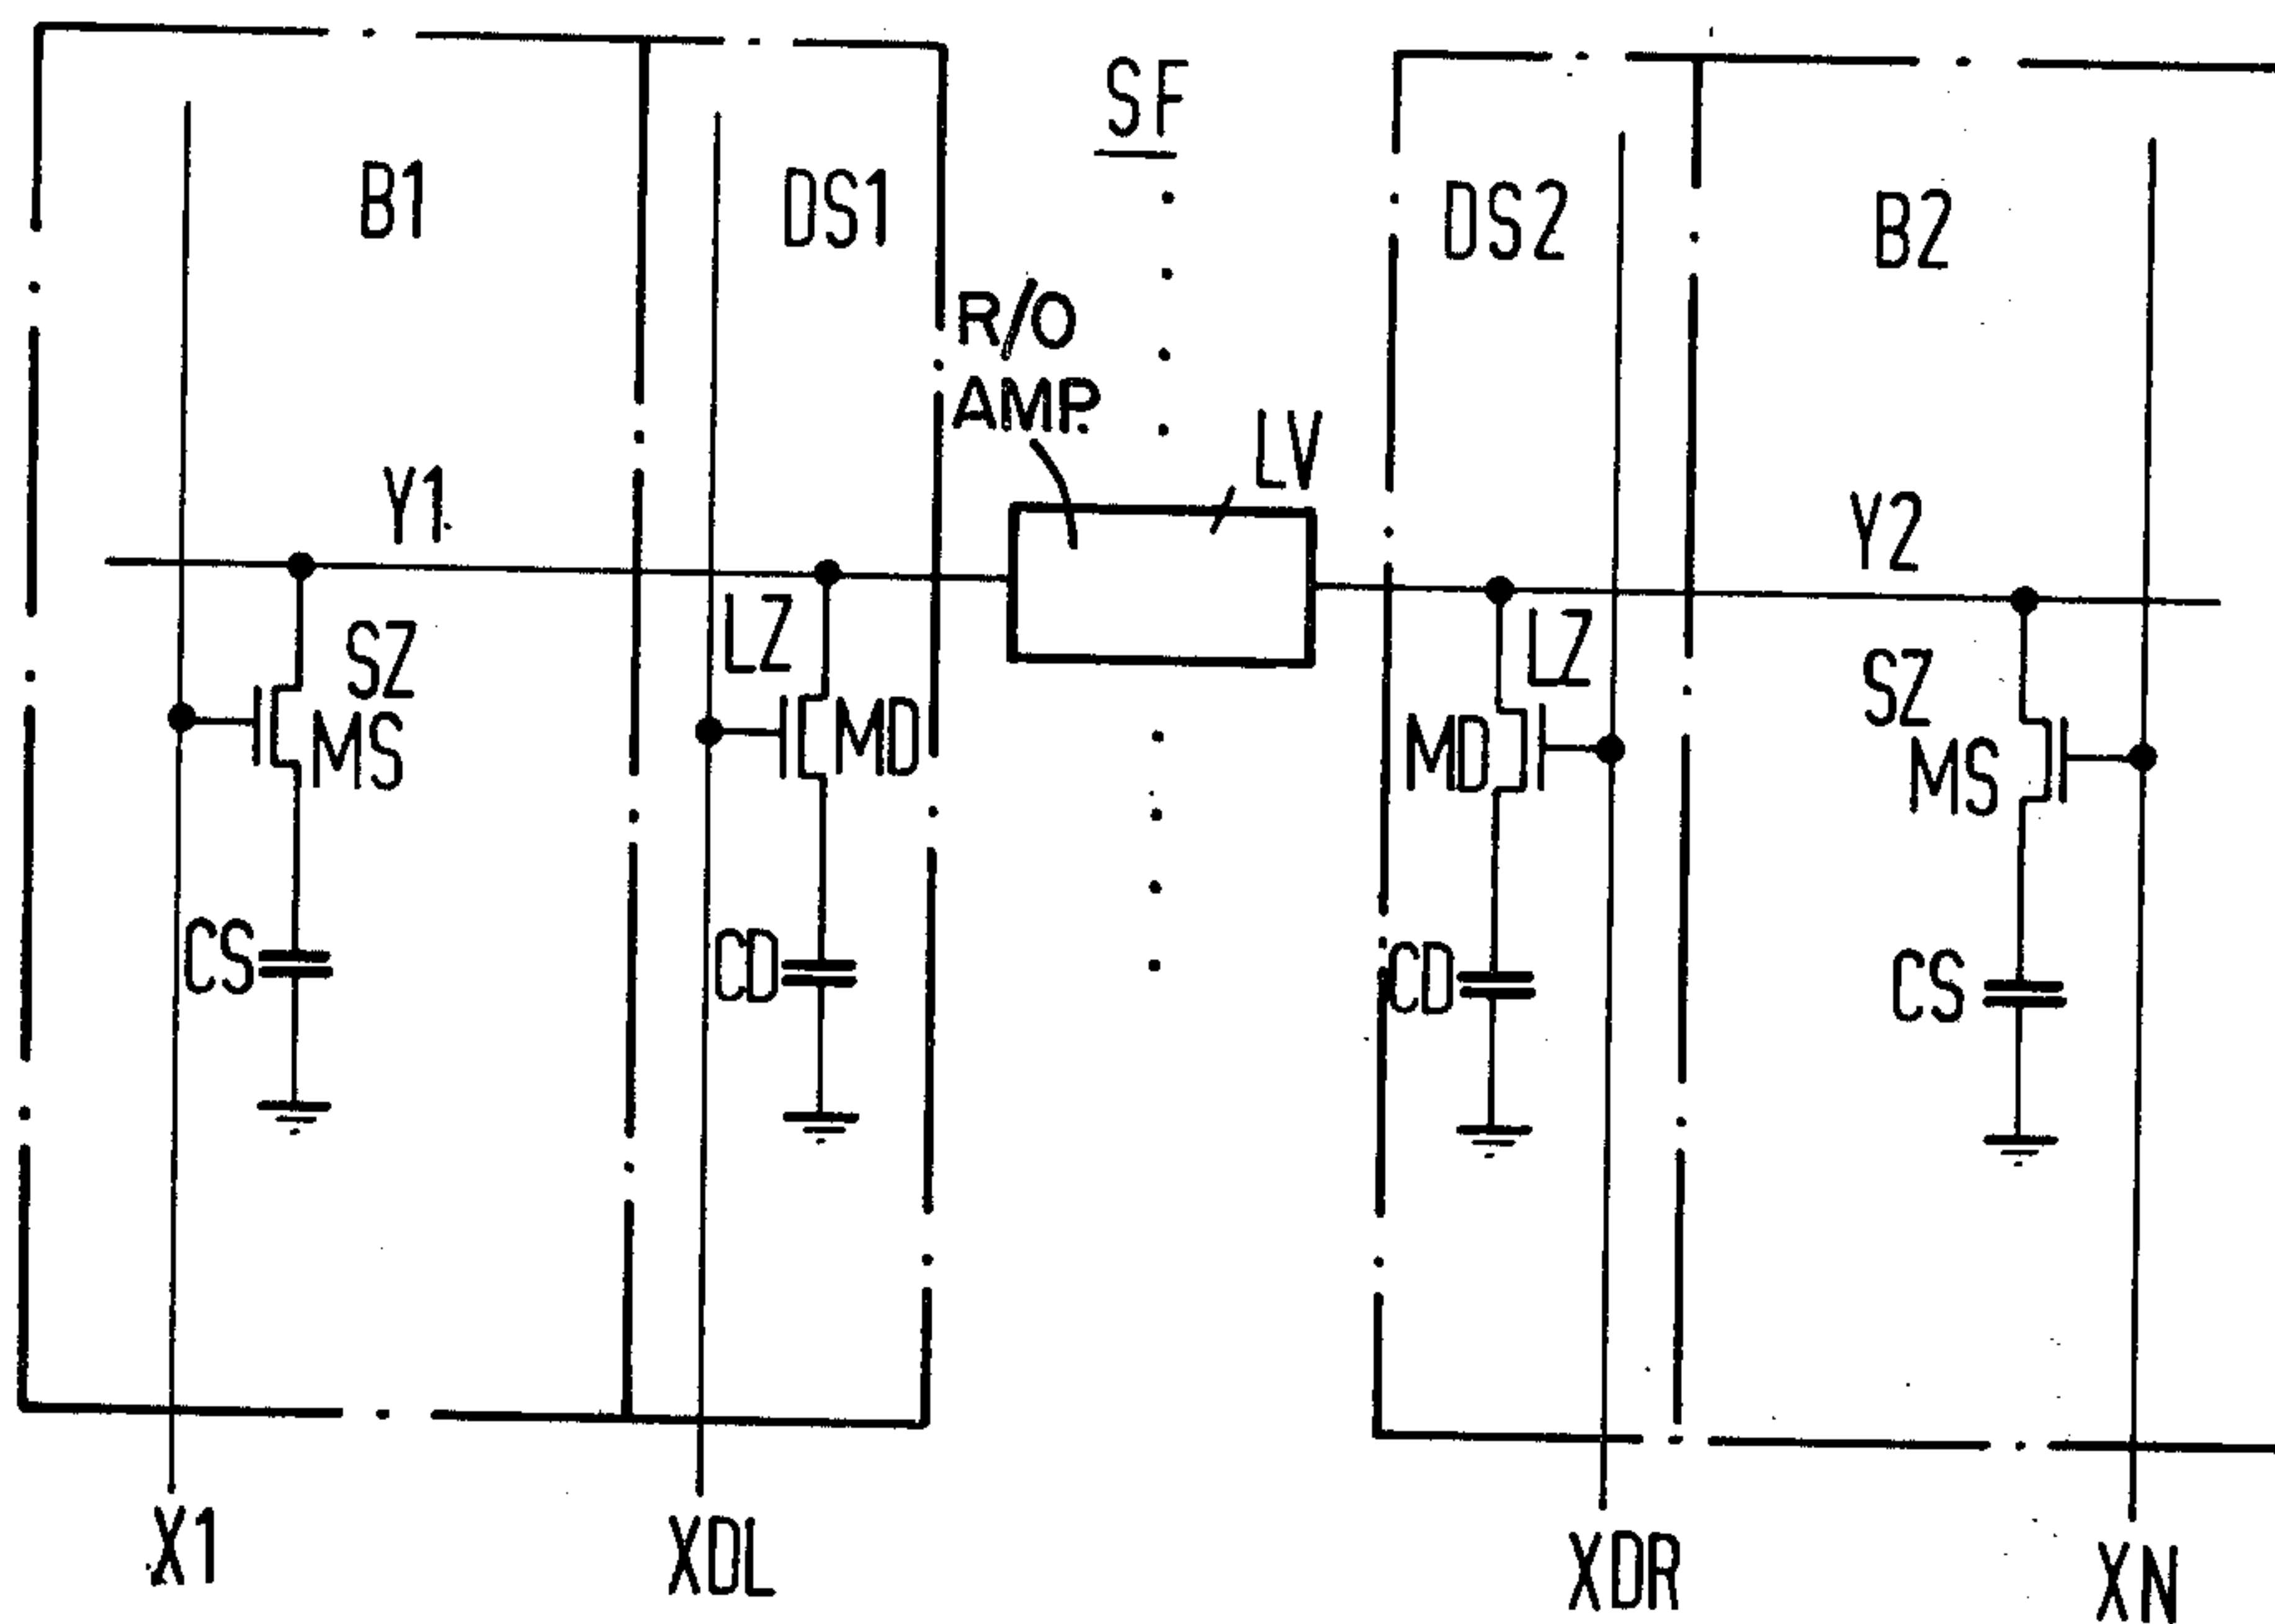 SF
B1
DS1
DS2
B2
R/O
AMP.
LV
Y1
Y2
SZ
LZ
LZ
SZ
MS
MD
MD
MS
CS
CD
CD
CS
X1
XDL
XDR
XN